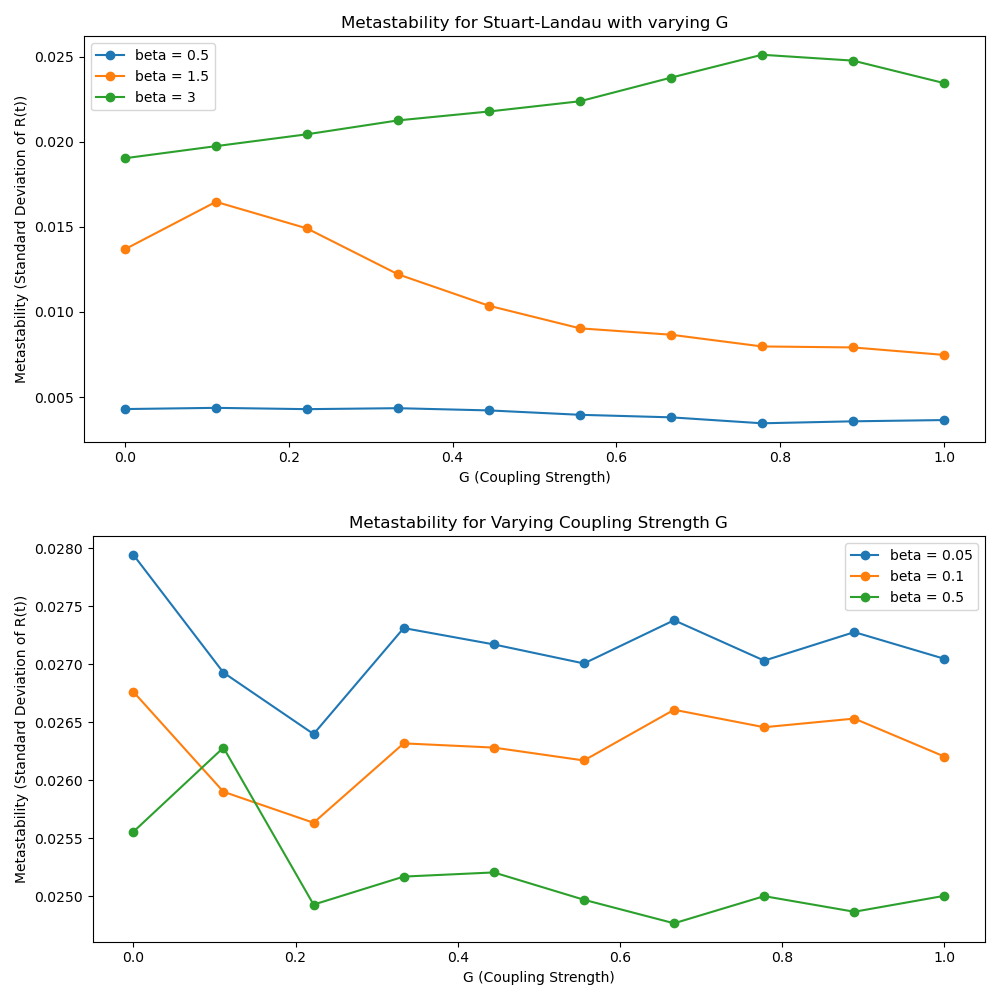 Metastability for Stuart-Landau with varying G
beta = 0.5
beta = 1.5
beta = 3
Metastability (Standard Deviation of R(t))
0.025
0.020
0.015
0.010
0.005
0.0 0.2 0.4 0.6 0.8 1.0
G (Coupling Strength)
Metastability for Varying Coupling Strength G
beta = 0.05
beta = 0.1
beta = 0.5
Metastability (Standard Deviation of R(t))
0.0280
0.0275
0.0270
0.0265
0.0260
0.0255
0.0250
0.0 0.2 0.4 0.6 0.8 1.0
G (Coupling Strength)